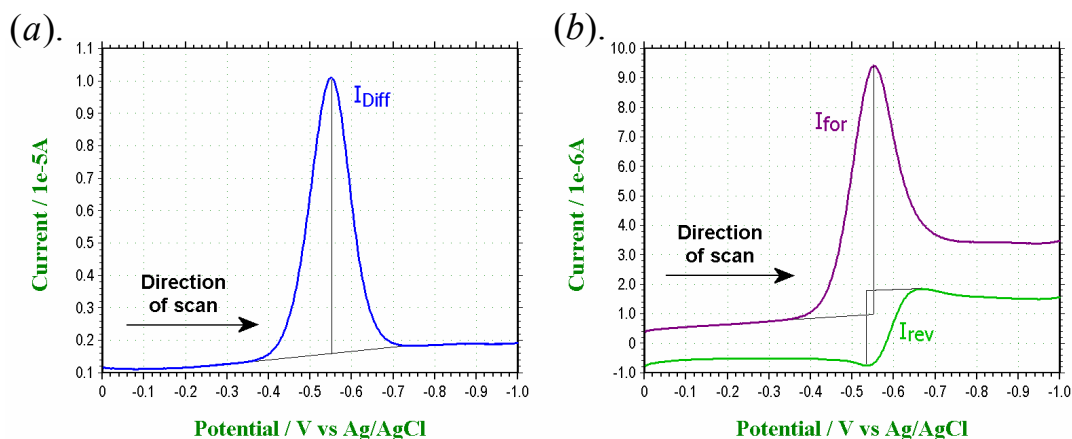 (a).
1.1
1.0
0.9
0.8
0.7
0.6
0.5
0.4
0.3
0.2
0.1
Current / 1e-5A
I_Diff
Direction
of scan
0 -0.1 -0.2 -0.3 -0.4 -0.5 -0.6 -0.7 -0.8 -0.9 -1.0
Potential / V vs Ag/AgCl
(b).
10.0
9.0
8.0
7.0
6.0
5.0
4.0
3.0
2.0
1.0
0
-1.0
Current / 1e-6A
I_for
Direction
of scan
I_rev
0 -0.1 -0.2 -0.3 -0.4 -0.5 -0.6 -0.7 -0.8 -0.9 -1.0
Potential / V vs Ag/AgCl